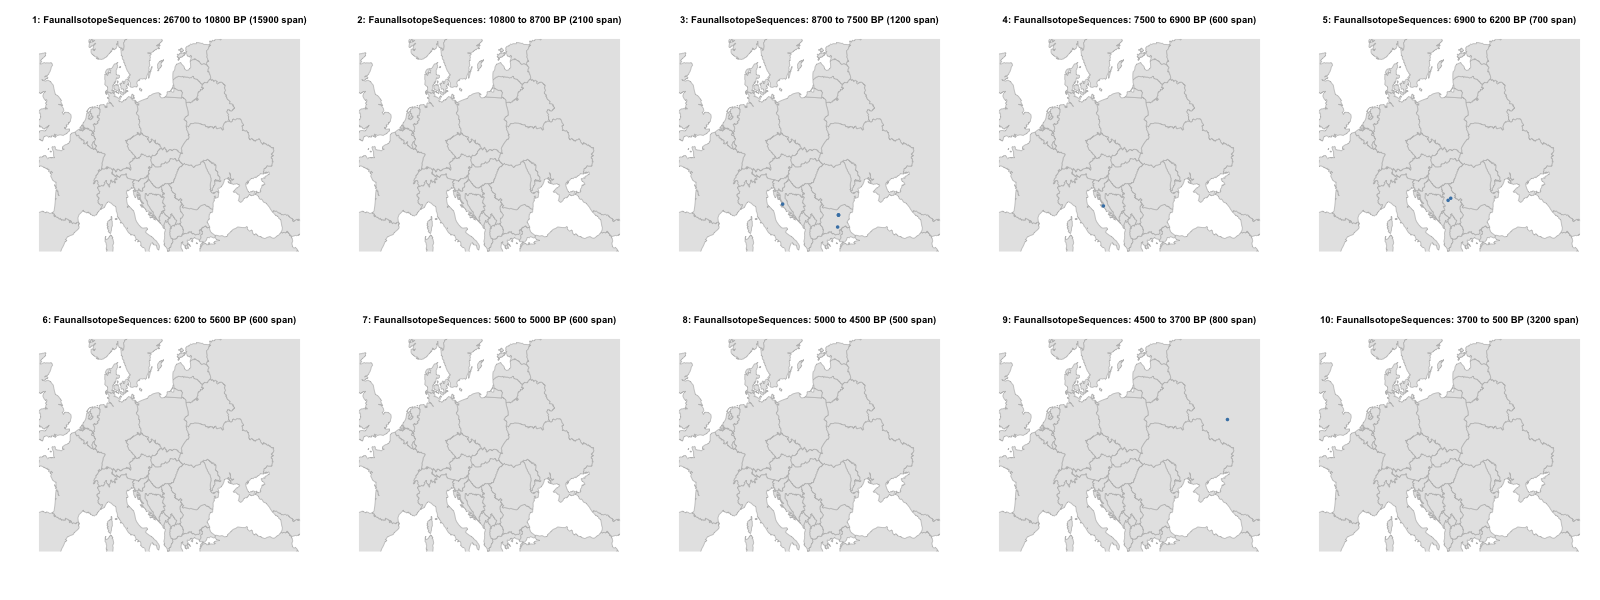 1: FaunalIsotopeSequences: 26700 to 10800 BP (15900 span)
2: FaunalIsotopeSequences: 10800 to 8700 BP (2100 span)
3: FaunalIsotopeSequences: 8700 to 7500 BP (1200 span)
4: FaunalIsotopeSequences: 7500 to 6900 BP (600 span)
5: FaunalIsotopeSequences: 6900 to 6200 BP (700 span)
6: FaunalIsotopeSequences: 6200 to 5600 BP (600 span)
7: FaunalIsotopeSequences: 5600 to 5000 BP (600 span)
8: FaunalIsotopeSequences: 5000 to 4500 BP (500 span)
9: FaunalIsotopeSequences: 4500 to 3700 BP (800 span)
10: FaunalIsotopeSequences: 3700 to 500 BP (3200 span)